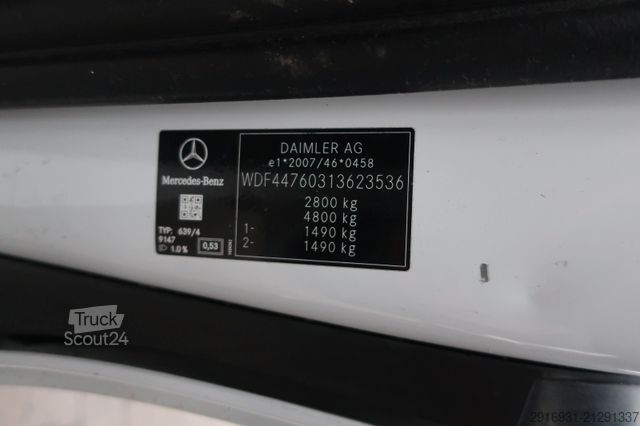 DAIMLER AG
e1*2007/46*0458
Mercedes-Benz
WDF44760313623536
2800 kg
4800 kg
1- 1490 kg
2- 1490 kg
TYP: 639/4
9147
1.0 % 0,53
Truck
Scout24
2916931-21291337